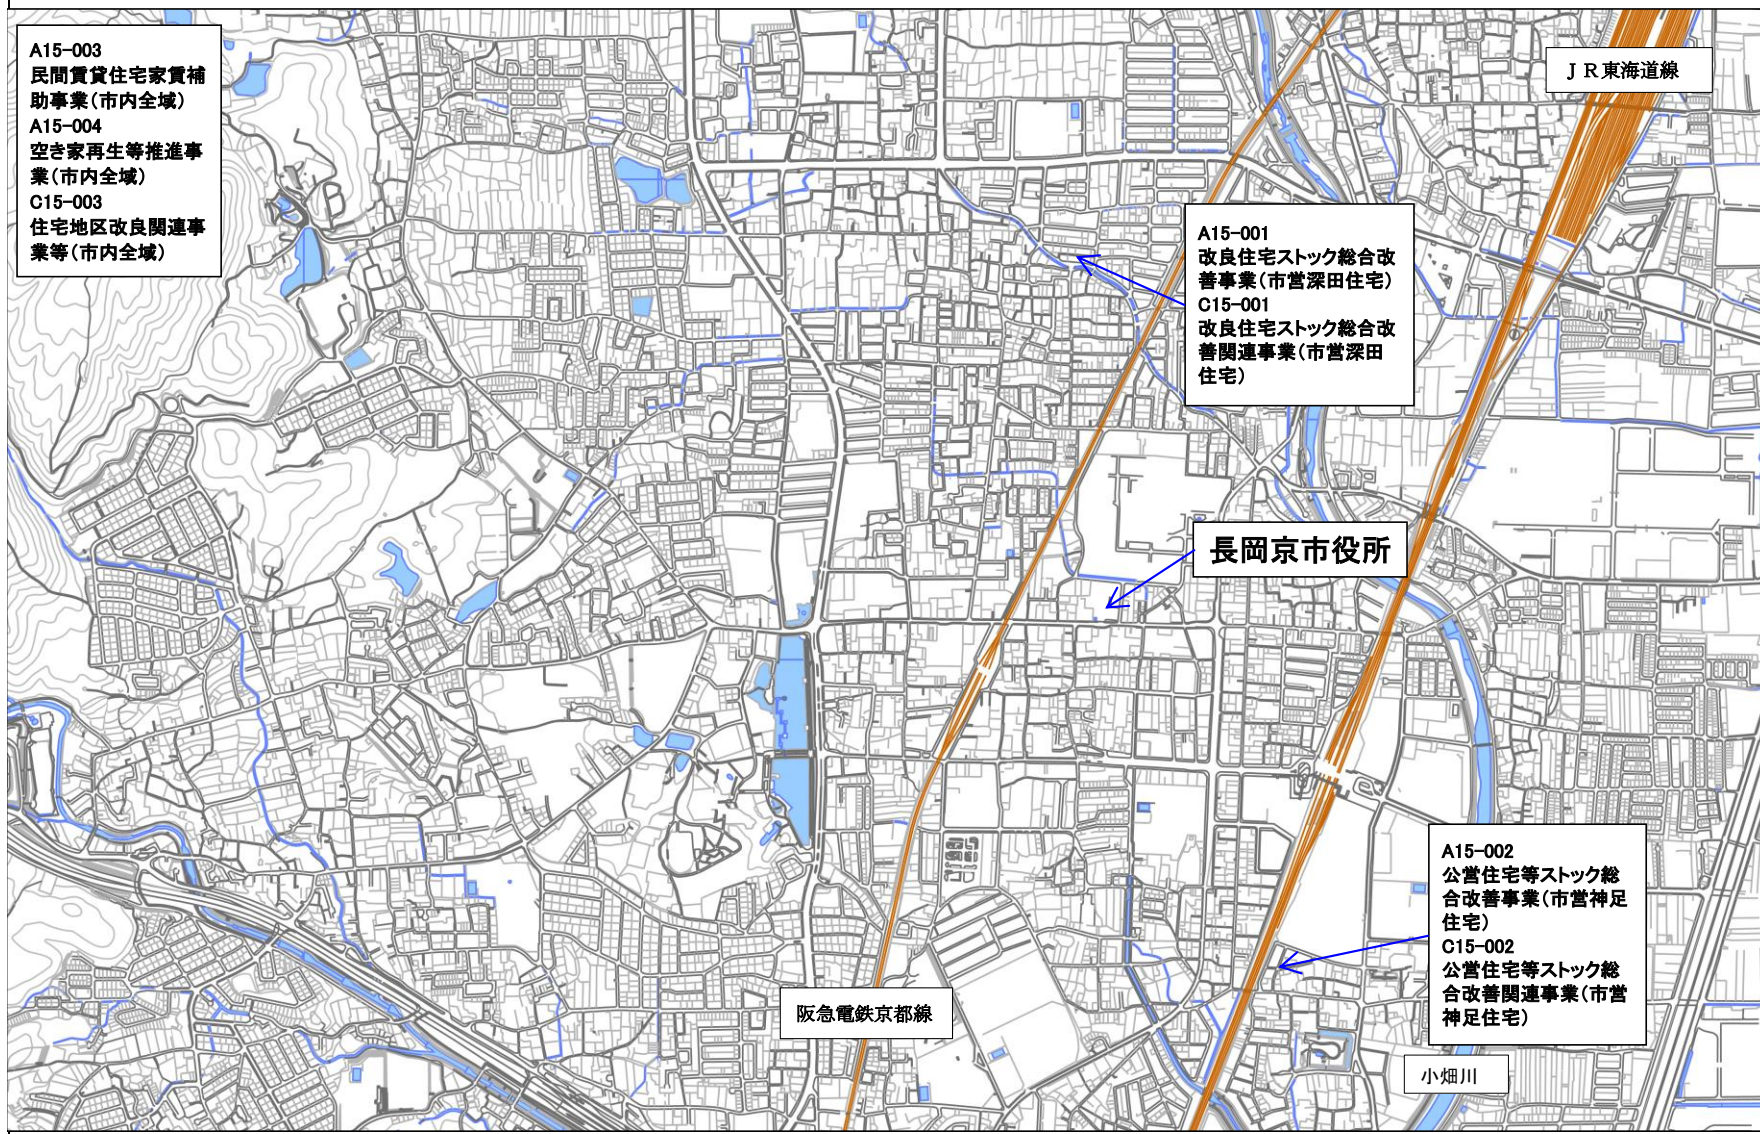 A15-003
民間賃貸住宅家賃補
助事業（市内全域）
A15-004
空き家再生等推進事
業（市内全域）
C15-003
住宅地区改良関連事
業等（市内全域）
ＪＲ東海道線
A15-001
改良住宅ストック総合改
善事業（市営深田住宅）
C15-001
改良住宅ストック総合改
善関連事業（市営深田
住宅）
長岡京市役所
A15-002
公営住宅等ストック総
合改善事業（市営神足
住宅）
C15-002
公営住宅等ストック総
合改善関連事業（市営
神足住宅）
阪急電鉄京都線
小畑川